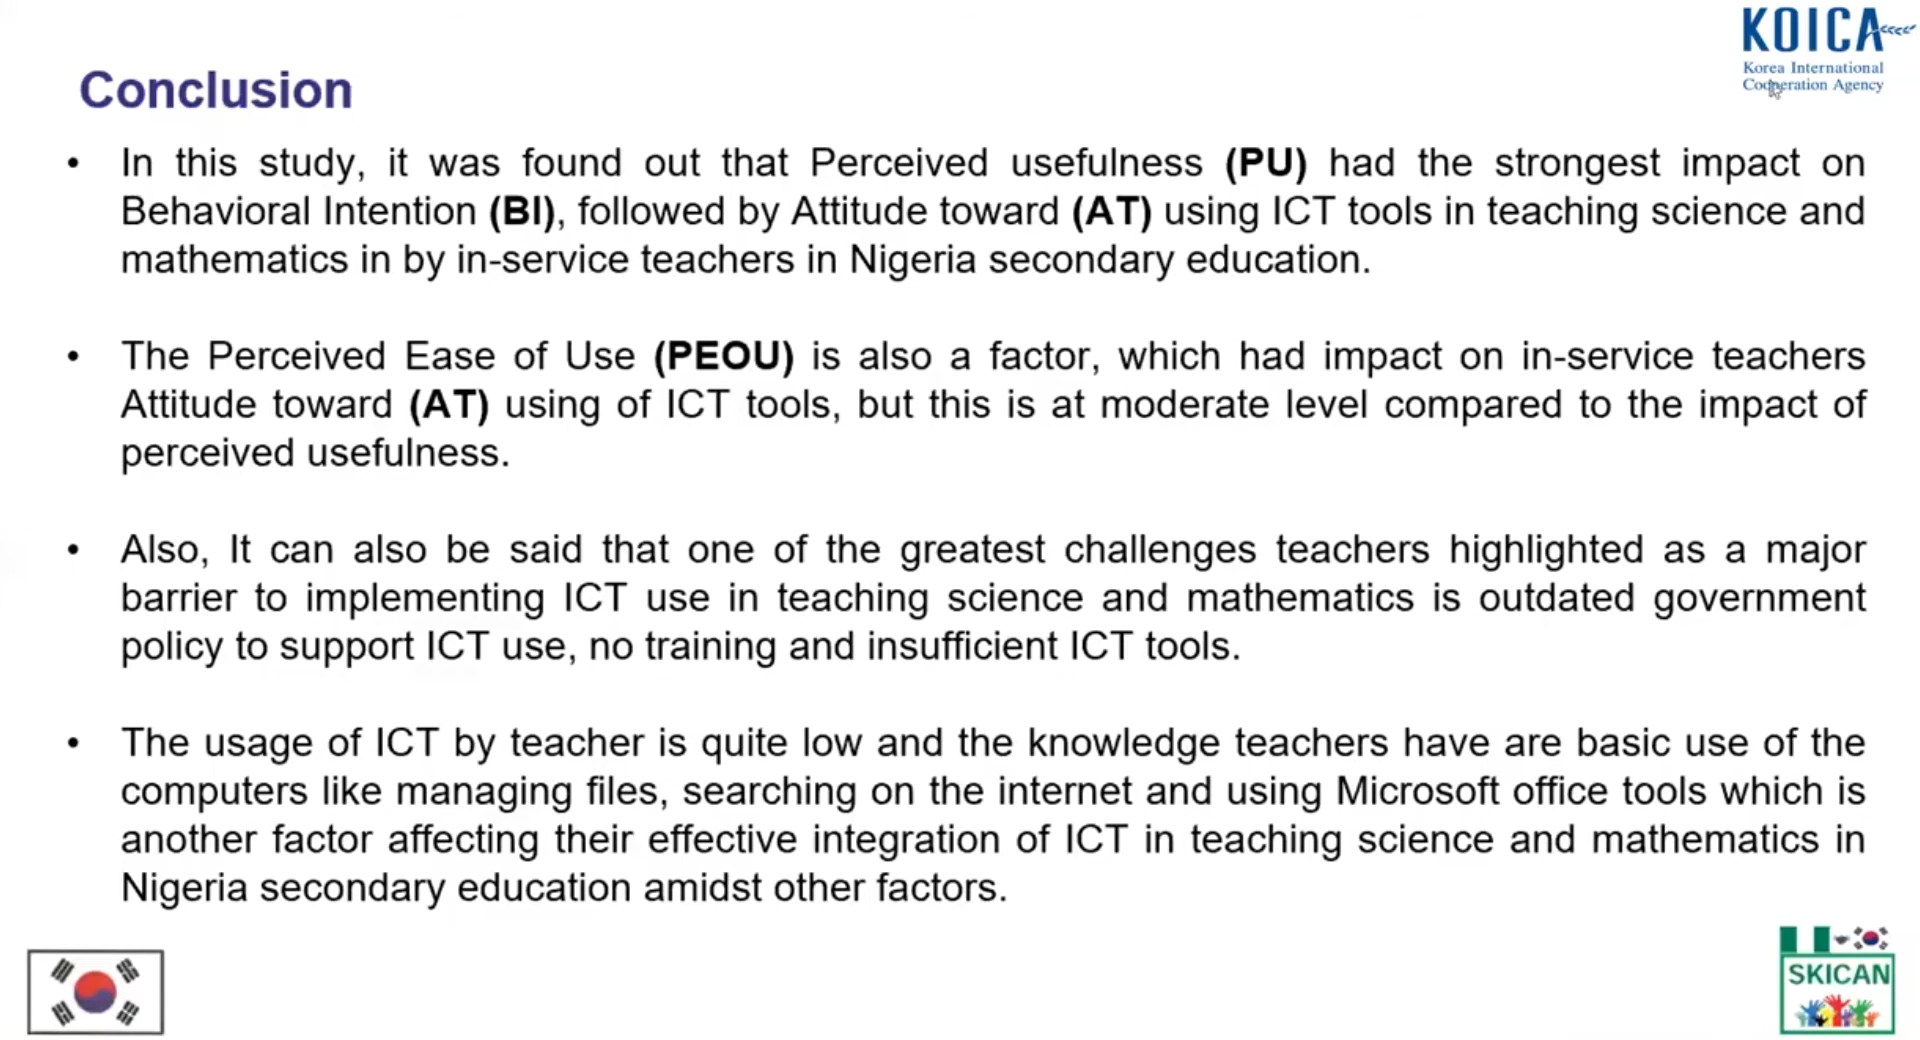 KOICA
Korea International
Cooperation Agency
Conclusion
• In this study, it was found out that Perceived usefulness (PU) had the strongest impact on
Behavioral Intention (BI), followed by Attitude toward (AT) using ICT tools in teaching science and
mathematics in by in-service teachers in Nigeria secondary education.
• The Perceived Ease of Use (PEOU) is also a factor, which had impact on in-service teachers
Attitude toward (AT) using of ICT tools, but this is at moderate level compared to the impact of
perceived usefulness.
• Also, It can also be said that one of the greatest challenges teachers highlighted as a major
barrier to implementing ICT use in teaching science and mathematics is outdated government
policy to support ICT use, no training and insufficient ICT tools.
• The usage of ICT by teacher is quite low and the knowledge teachers have are basic use of the
computers like managing files, searching on the internet and using Microsoft office tools which is
another factor affecting their effective integration of ICT in teaching science and mathematics in
Nigeria secondary education amidst other factors.
SKICAN